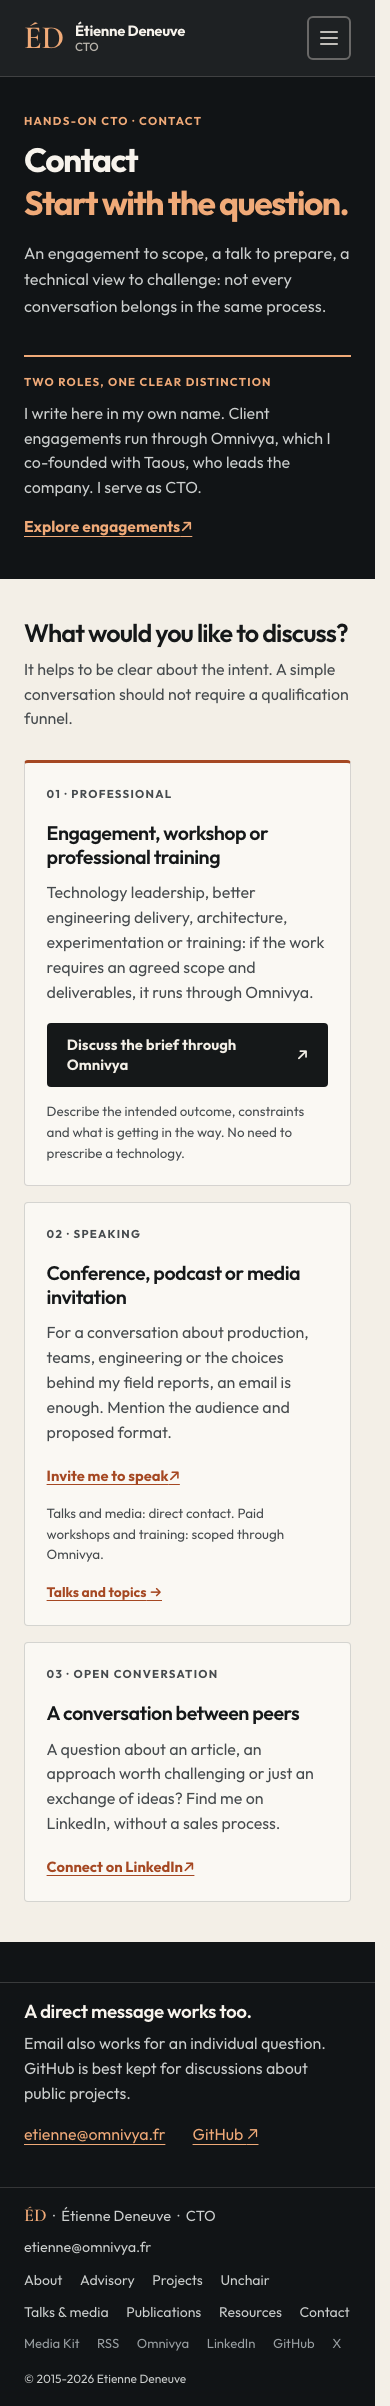 ÉD
Étienne Deneuve
CTO
HANDS-ON CTO · CONTACT
Contact
Start with the question.
An engagement to scope, a talk to prepare, a
technical view to challenge: not every
conversation belongs in the same process.
TWO ROLES, ONE CLEAR DISTINCTION
I write here in my own name. Client
engagements run through Omnivya, which I
co-founded with Taous, who leads the
company. I serve as CTO.
Explore engagements↗
What would you like to discuss?
It helps to be clear about the intent. A simple
conversation should not require a qualification
funnel.
01 · PROFESSIONAL
Engagement, workshop or
professional training
Technology leadership, better
engineering delivery, architecture,
experimentation or training: if the work
requires an agreed scope and
deliverables, it runs through Omnivya.
Discuss the brief through
Omnivya ↗
Describe the intended outcome, constraints
and what is getting in the way. No need to
prescribe a technology.
02 · SPEAKING
Conference, podcast or media
invitation
For a conversation about production,
teams, engineering or the choices
behind my field reports, an email is
enough. Mention the audience and
proposed format.
Invite me to speak↗
Talks and media: direct contact. Paid
workshops and training: scoped through
Omnivya.
Talks and topics →
03 · OPEN CONVERSATION
A conversation between peers
A question about an article, an
approach worth challenging or just an
exchange of ideas? Find me on
LinkedIn, without a sales process.
Connect on LinkedIn↗
A direct message works too.
Email also works for an individual question.
GitHub is best kept for discussions about
public projects.
etienne@omnivya.fr GitHub ↗
ÉD · Étienne Deneuve · CTO
etienne@omnivya.fr
About Advisory Projects Unchair
Talks & media Publications Resources Contact
Media Kit RSS Omnivya LinkedIn GitHub X
© 2015-2026 Etienne Deneuve